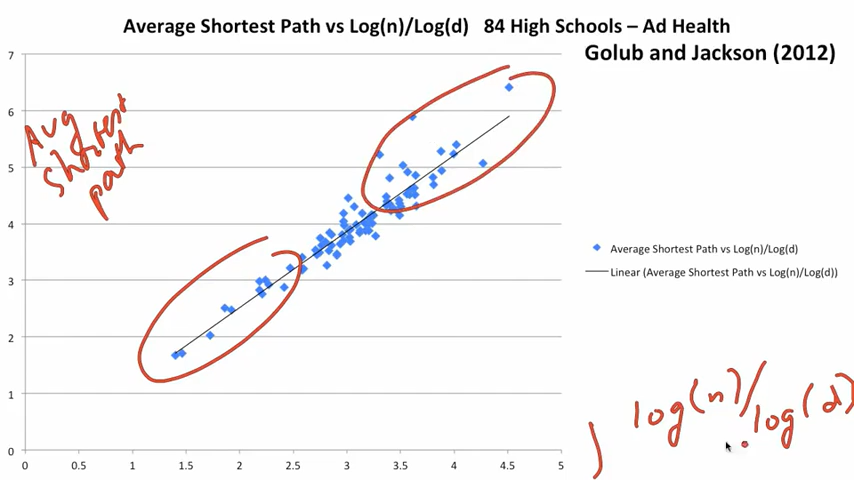 Average Shortest Path vs Log(n)/Log(d)   84 High Schools – Ad Health
Golub and Jackson (2012)
7
6
5
4
3
2
1
0
0 0.5 1 1.5 2 2.5 3 3.5 4 4.5 5
Avg
shortest
path
Average Shortest Path vs Log(n)/Log(d)
Linear (Average Shortest Path vs Log(n)/Log(d))
log(n)/log(d)